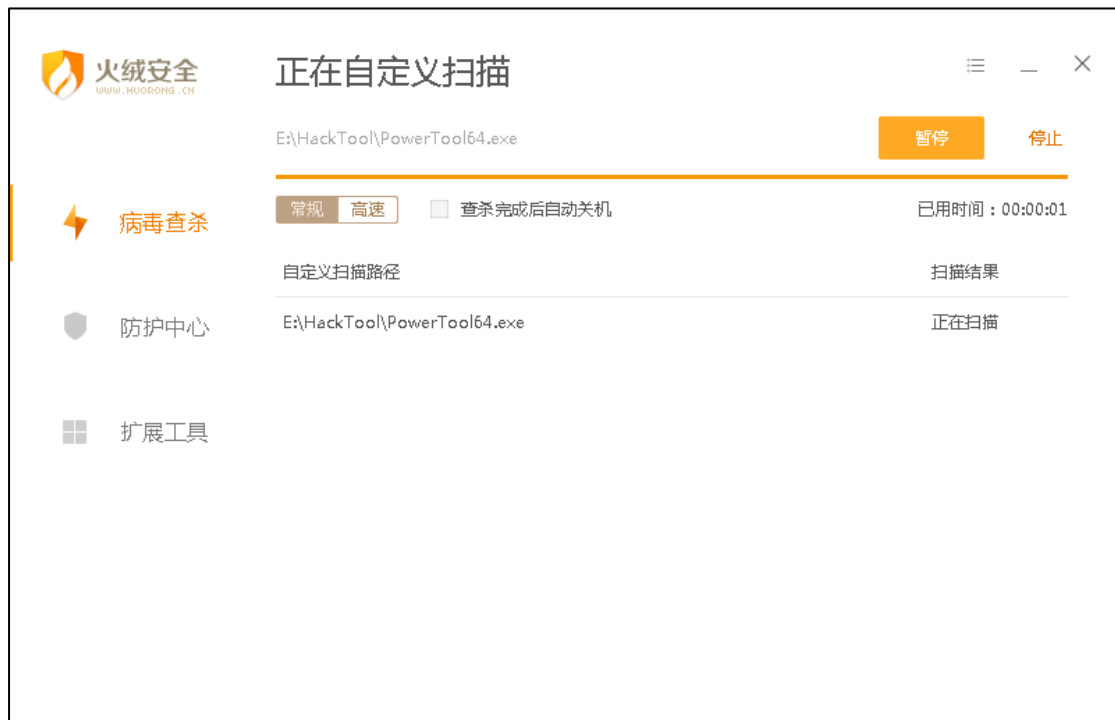 火绒安全
WWW.HUORONG.CN
正在自定义扫描
E:\HackTool\PowerTool64.exe
暂停
停止
病毒查杀
常规 高速
查杀完成后自动关机
已用时间：00:00:01
自定义扫描路径
扫描结果
E:\HackTool\PowerTool64.exe
正在扫描
防护中心
扩展工具